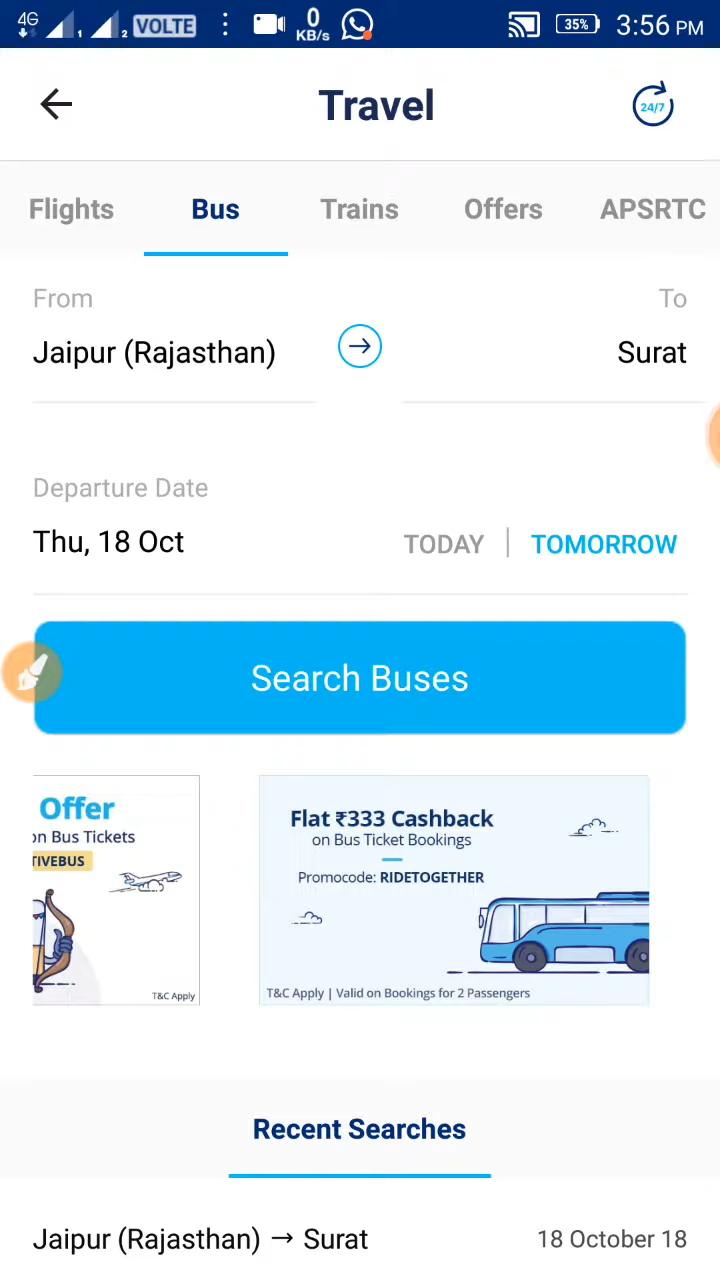 4G 1 2 VOLTE 0 KB/s 35% 3:56 PM
Travel 24/7
Flights Bus Trains Offers APSRTC
From To
Jaipur (Rajasthan) Surat
Departure Date
Thu, 18 Oct TODAY | TOMORROW
Search Buses
Offer
on Bus Tickets
TIVEBUS
T&C Apply
Flat ₹333 Cashback
on Bus Ticket Bookings
Promocode: RIDETOGETHER
T&C Apply | Valid on Bookings for 2 Passengers
Recent Searches
Jaipur (Rajasthan) → Surat 18 October 18